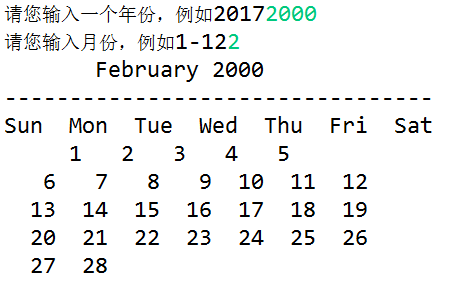 请您输入一个年份，例如20172000
请您输入月份，例如1-122
February 2000
---------------------------------
Sun Mon Tue Wed Thu Fri Sat
1 2 3 4 5
6 7 8 9 10 11 12
13 14 15 16 17 18 19
20 21 22 23 24 25 26
27 28